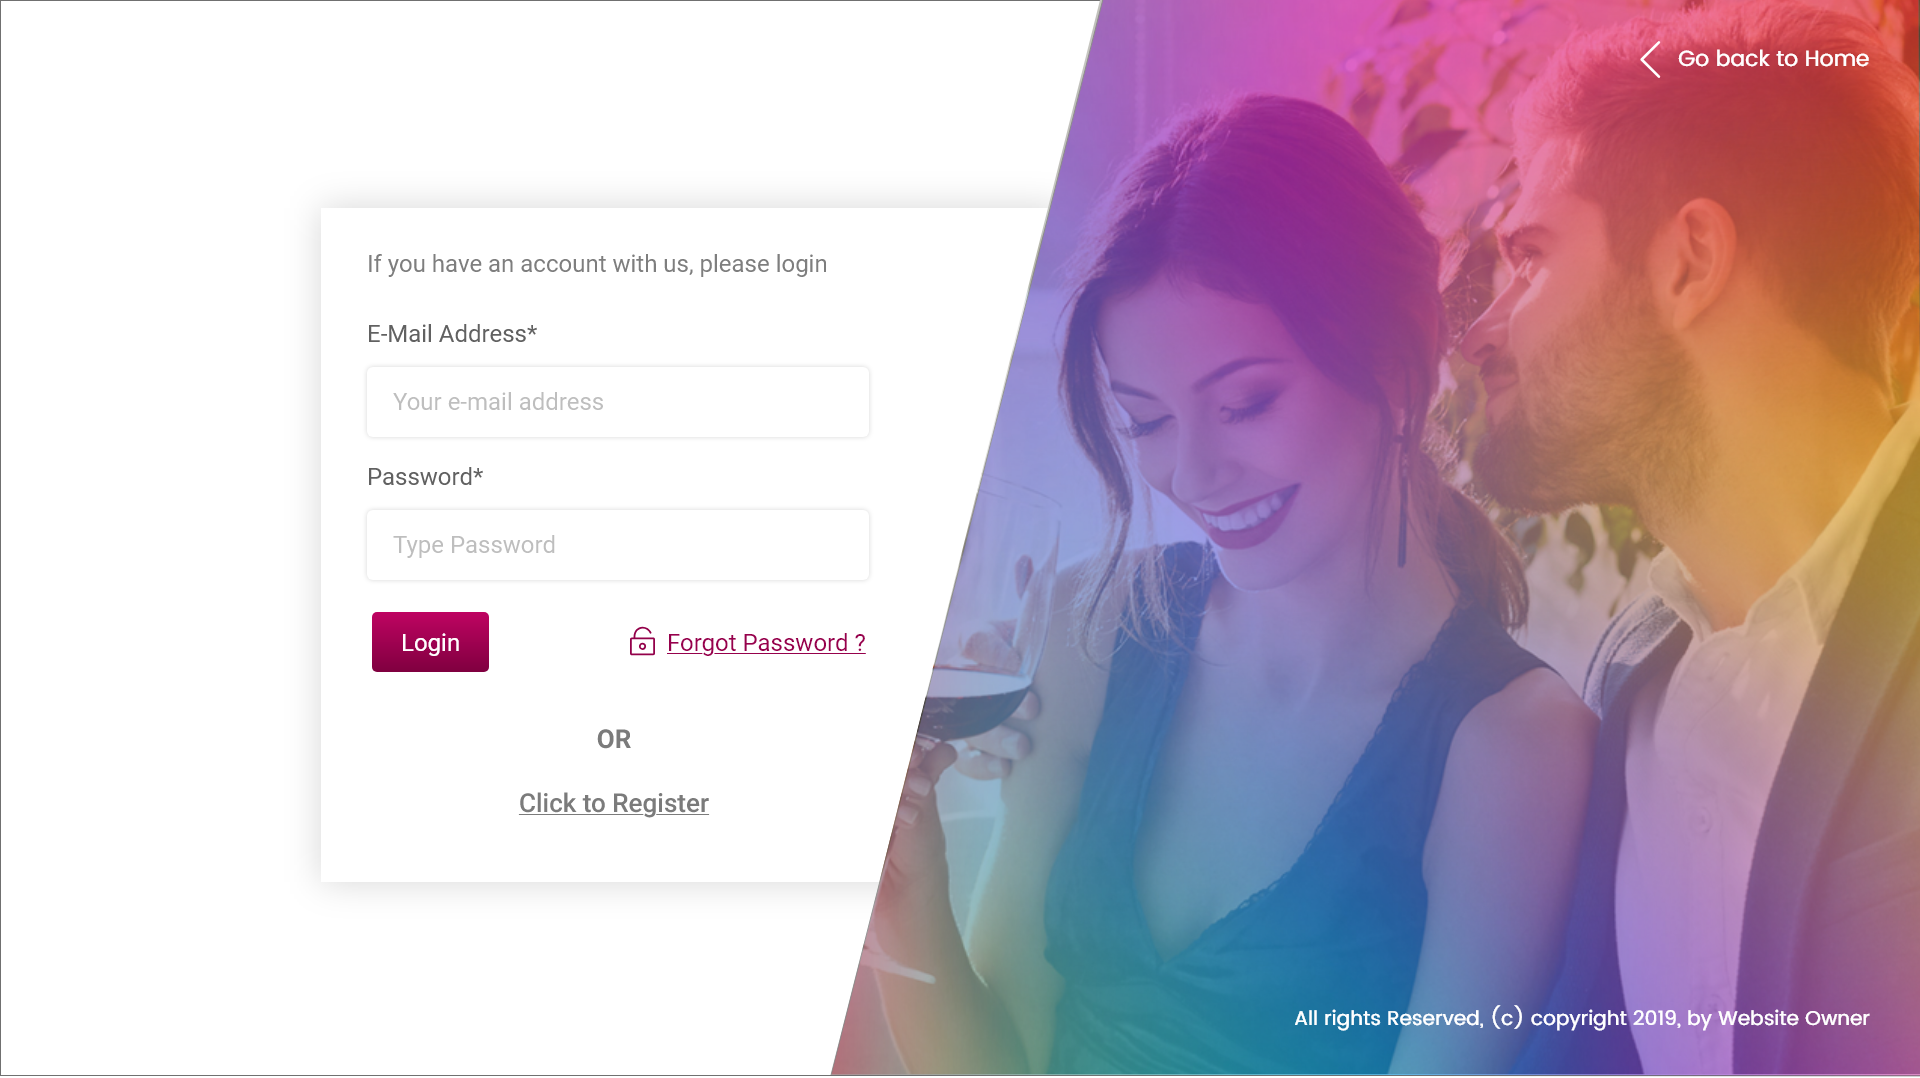 Go back to Home
If you have an account with us, please login
E-Mail Address*
Your e-mail address
Password*
Type Password
Login
Forgot Password ?
OR
Click to Register
All rights Reserved, (c) copyright 2019, by Website Owner